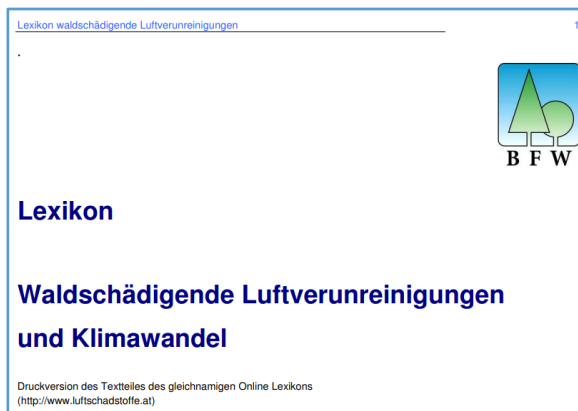 Lexikon waldschädigende Luftverunreinigungen 1
.
B F W
Lexikon
Waldschädigende Luftverunreinigungen
und Klimawandel
Druckversion des Textteiles des gleichnamigen Online Lexikons
(http://www.luftschadstoffe.at)